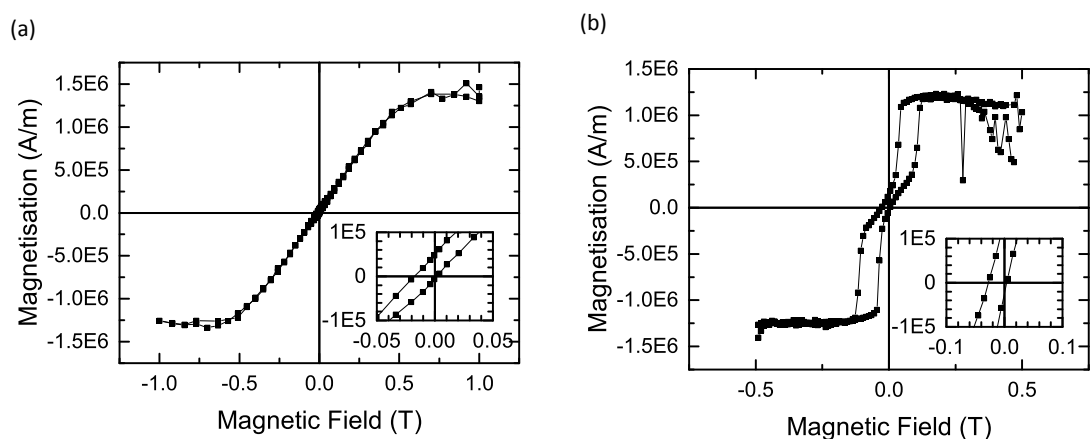 (a)
1.5E6
1.0E6
5.0E5
0.0
-5.0E5
-1.0E6
-1.5E6
Magnetisation (A/m)
-1.0 -0.5 0.0 0.5 1.0
Magnetic Field (T)
1E5
0
-1E5
-0.05 0.00 0.05
(b)
1.5E6
1.0E6
5.0E5
0.0
-5.0E5
-1.0E6
-1.5E6
Magnetisation (A/m)
-0.5 0.0 0.5
Magnetic Field (T)
1E5
0
-1E5
-0.1 0.0 0.1